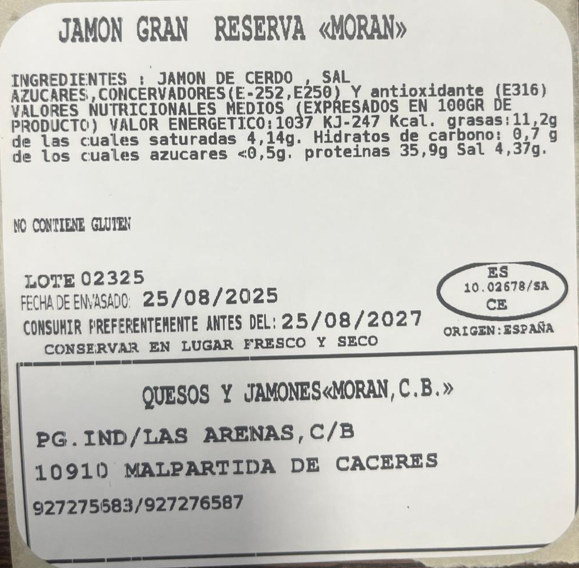 JAMON GRAN RESERVA «MORAN»
INGREDIENTES : JAMON DE CERDO , SAL
AZUCARES,CONCERVADORES(E-252,E250) Y antioxidante (E316)
VALORES NUTRICIONALES MEDIOS (EXPRESADOS EN 100GR DE
PRODUCTO) VALOR ENERGETICO:1037 KJ-247 Kcal. grasas:11,2g
de las cuales saturadas 4,14g. Hidratos de carbono: 0,7 g
de los cuales azucares <0,5g. proteinas 35,9g Sal 4,37g.
NO CONTIENE GLUTEN
LOTE 02325
FECHA DE ENVASADO: 25/08/2025
CONSUMIR PREFERENTEMENTE ANTES DEL: 25/08/2027
CONSERVAR EN LUGAR FRESCO Y SECO
ES
10.02678/SA
CE
ORIGEN:ESPAÑA
QUESOS Y JAMONES«MORAN,C.B.»
PG.IND/LAS ARENAS,C/B
10910 MALPARTIDA DE CACERES
927275683/927276587